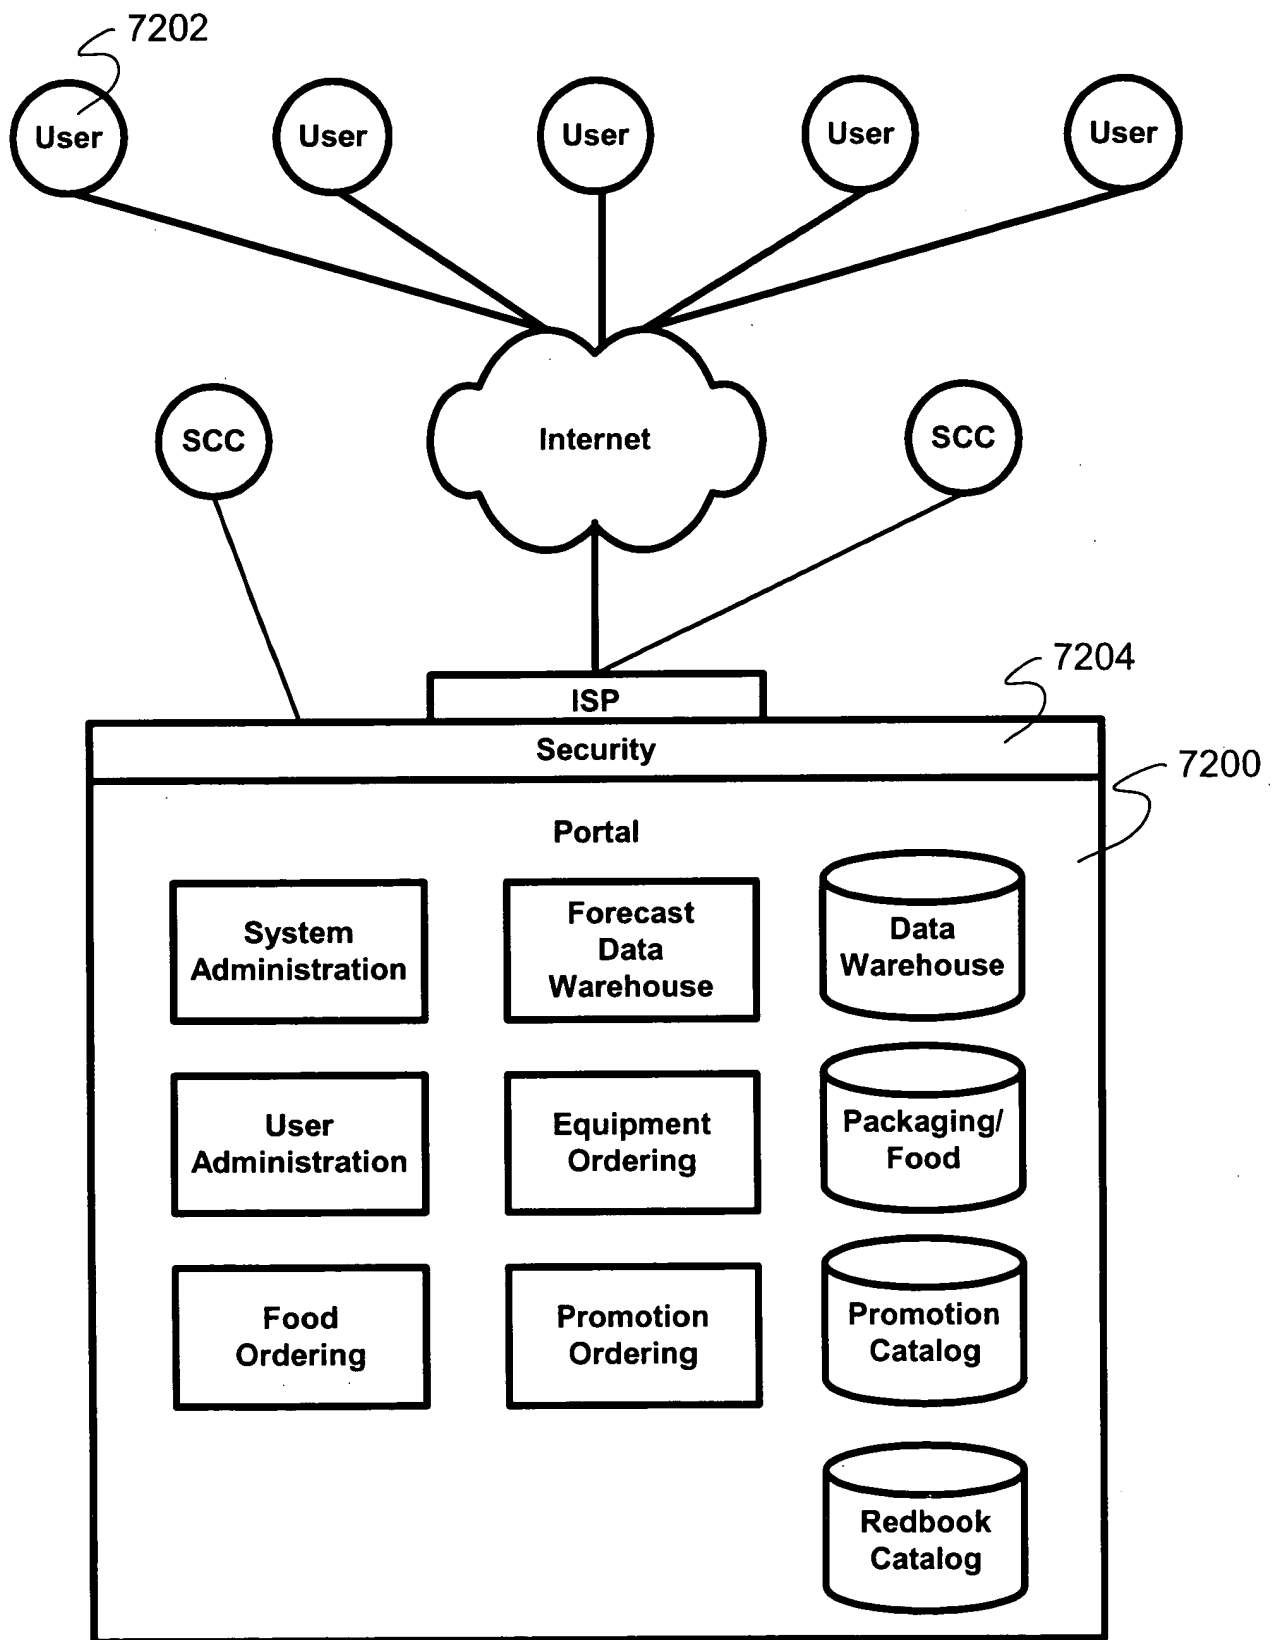 7202
User
User
User
User
User
SCC
Internet
SCC
7204
ISP
Security
7200
Portal
System
Administration
Forecast
Data
Warehouse
Data
Warehouse
User
Administration
Equipment
Ordering
Packaging/
Food
Food
Ordering
Promotion
Ordering
Promotion
Catalog
Redbook
Catalog